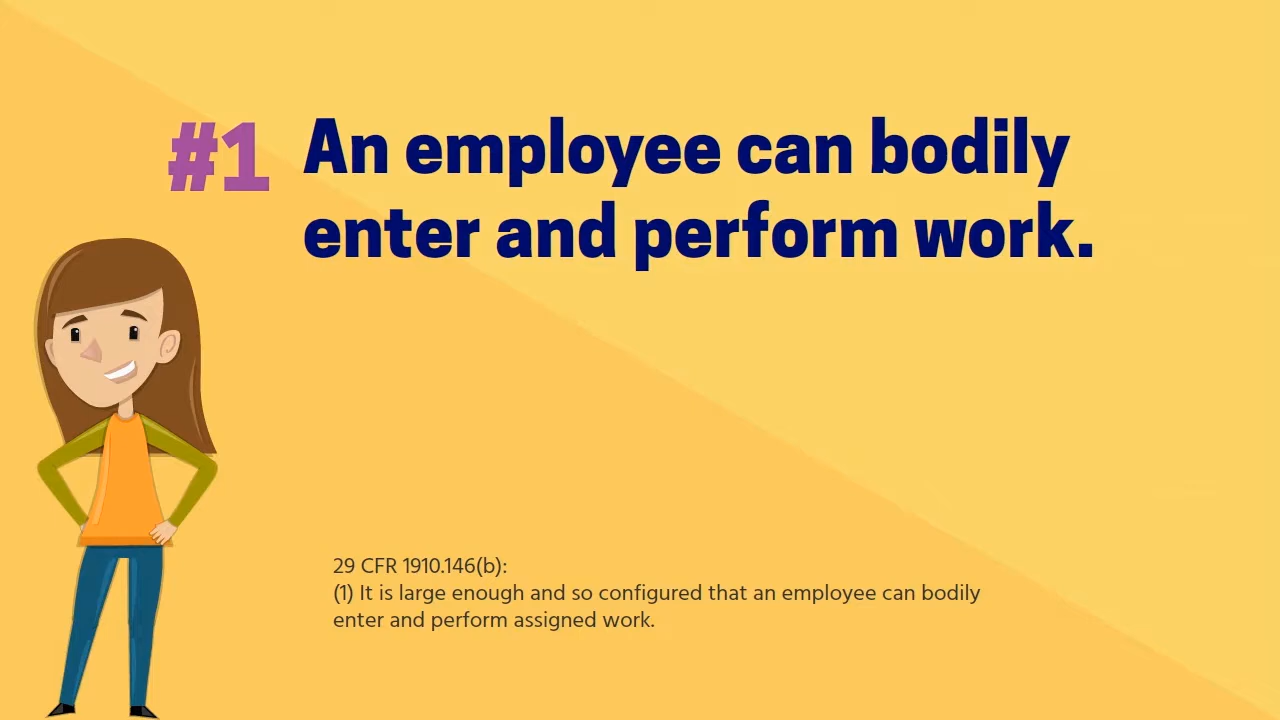 #1 An employee can bodily
enter and perform work.
29 CFR 1910.146(b):
(1) It is large enough and so configured that an employee can bodily
enter and perform assigned work.